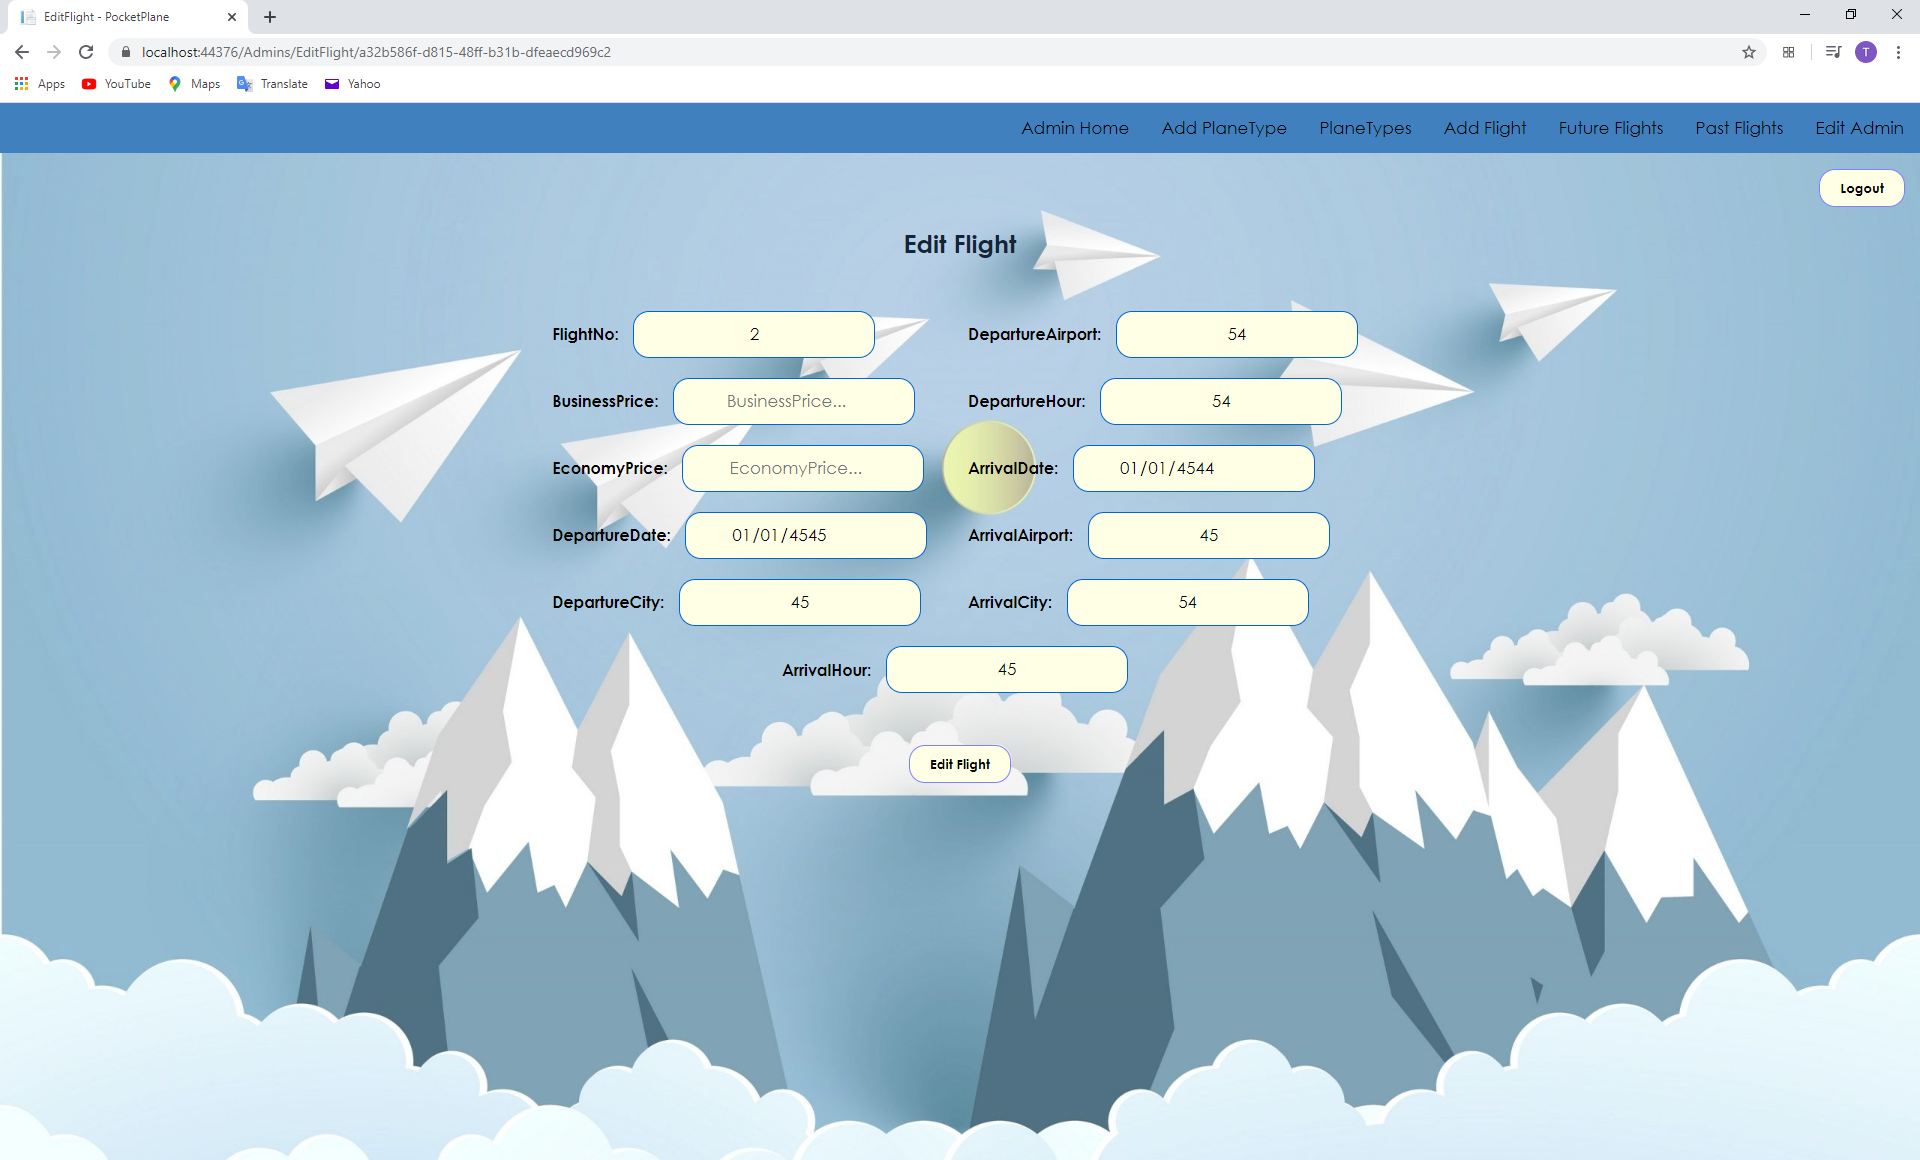 EditFlight - PocketPlane
localhost:44376/Admins/EditFlight/a32b586f-d815-48ff-b31b-dfeaecd969c2
T
Apps YouTube Maps Translate Yahoo
Admin Home Add PlaneType PlaneTypes Add Flight Future Flights Past Flights Edit Admin
Logout
Edit Flight
FlightNo: 2 DepartureAirport: 54
BusinessPrice: BusinessPrice... DepartureHour: 54
EconomyPrice: EconomyPrice... ArrivalDate: 01/01/4544
DepartureDate: 01/01/4545 ArrivalAirport: 45
DepartureCity: 45 ArrivalCity: 54
ArrivalHour: 45
Edit Flight